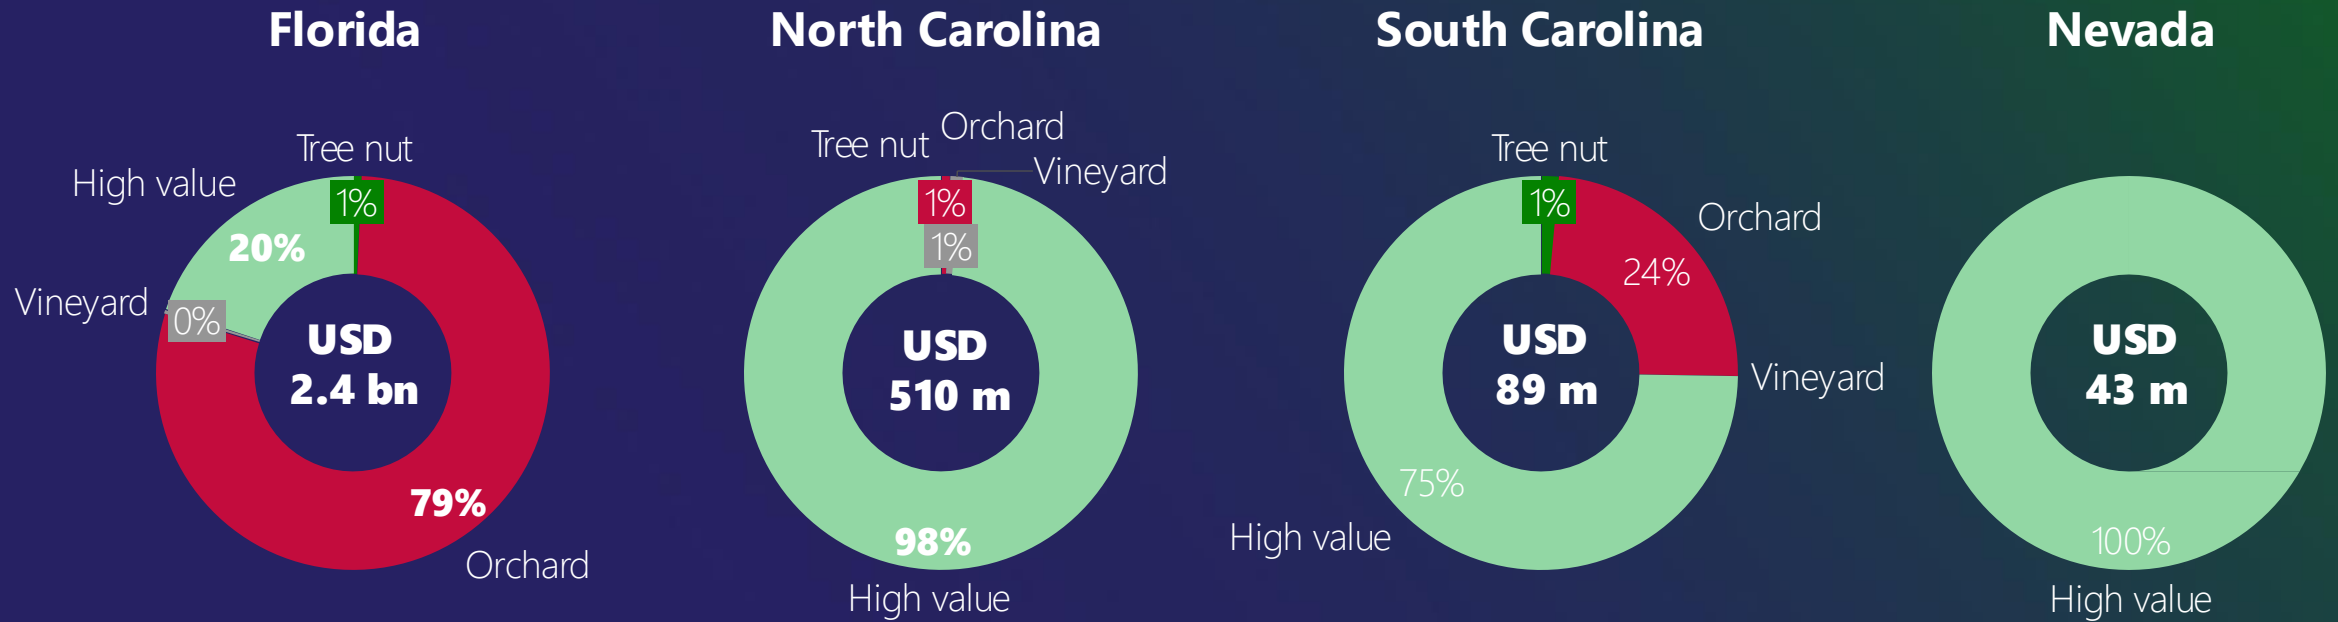 Florida
Tree nut
High value
1%
20%
Vineyard
0%
USD
2.4 bn
79%
Orchard
North Carolina
Orchard
Tree nut
Vineyard
1%
1%
USD
510 m
98%
High value
South Carolina
Tree nut
1%
Orchard
24%
USD
89 m
Vineyard
75%
High value
Nevada
USD
43 m
100%
High value